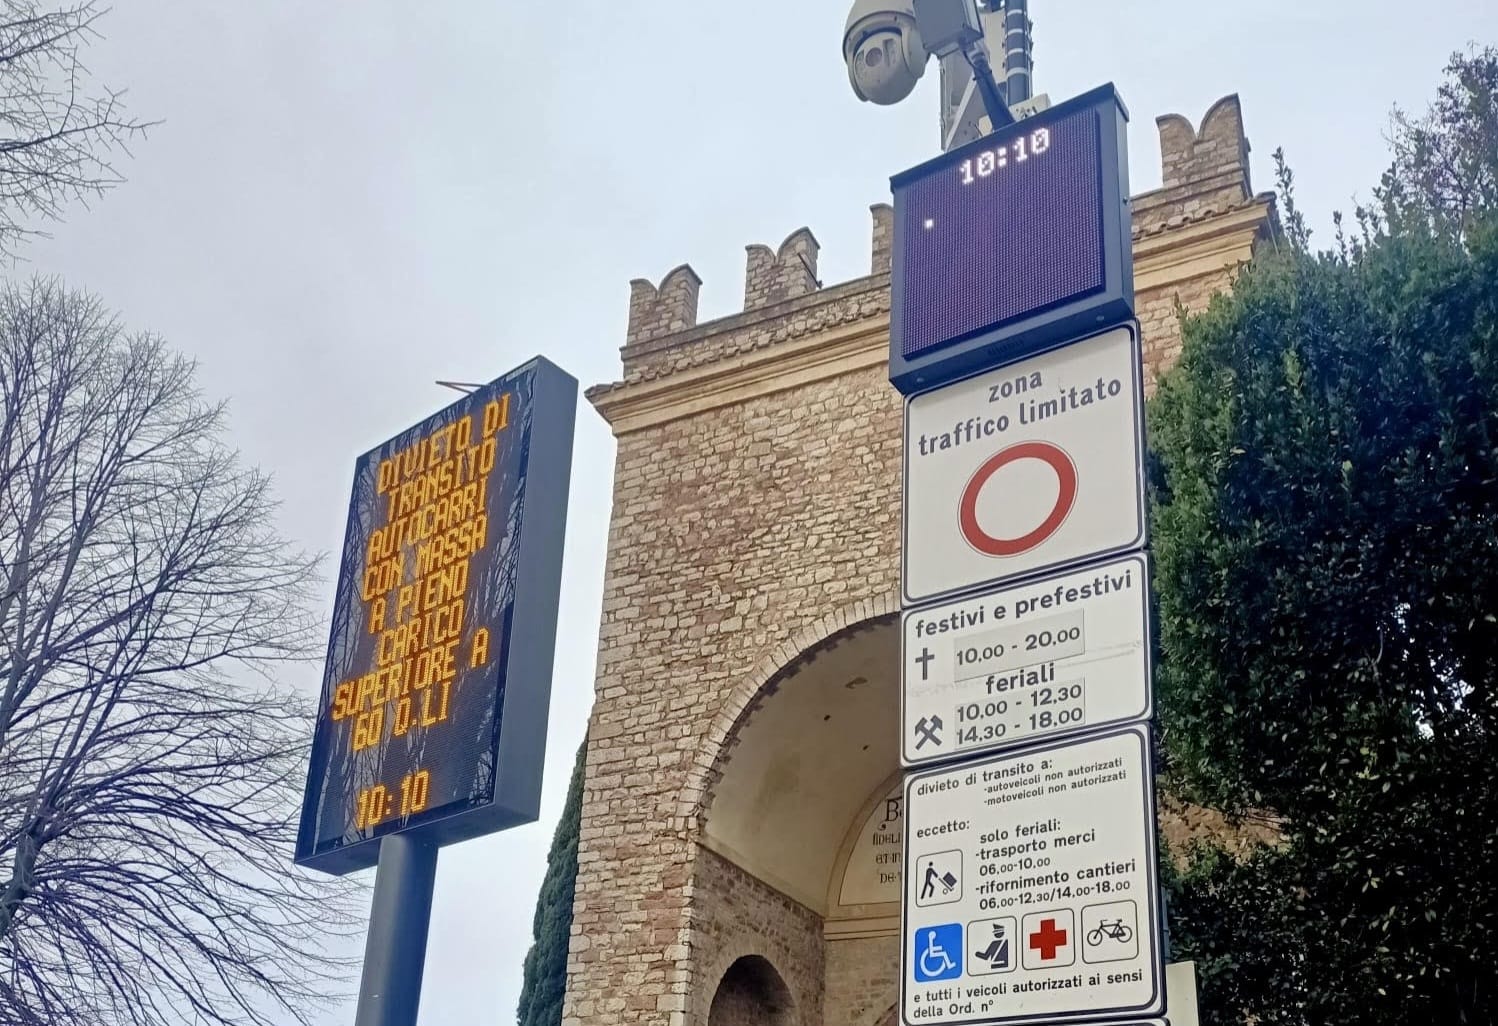 DIVIETO DI
TRANSITO
AUTOCARRI
CON MASSA
A PIENO
CARICO
SUPERIORE A
60 Q.LI
10:10
10:10
zona
traffico limitato
festivi e prefestivi
10,00 - 20,00
feriali
10,00 - 12,30
14,30 - 18,00
divieto di transito a:
-autoveicoli non autorizzati
-motoveicoli non autorizzati
eccetto:
solo feriali:
-trasporto merci
06,00-10,00
-rifornimento cantieri
06,00-12,30/14,00-18,00
e tutti i veicoli autorizzati ai sensi
della Ord. n°